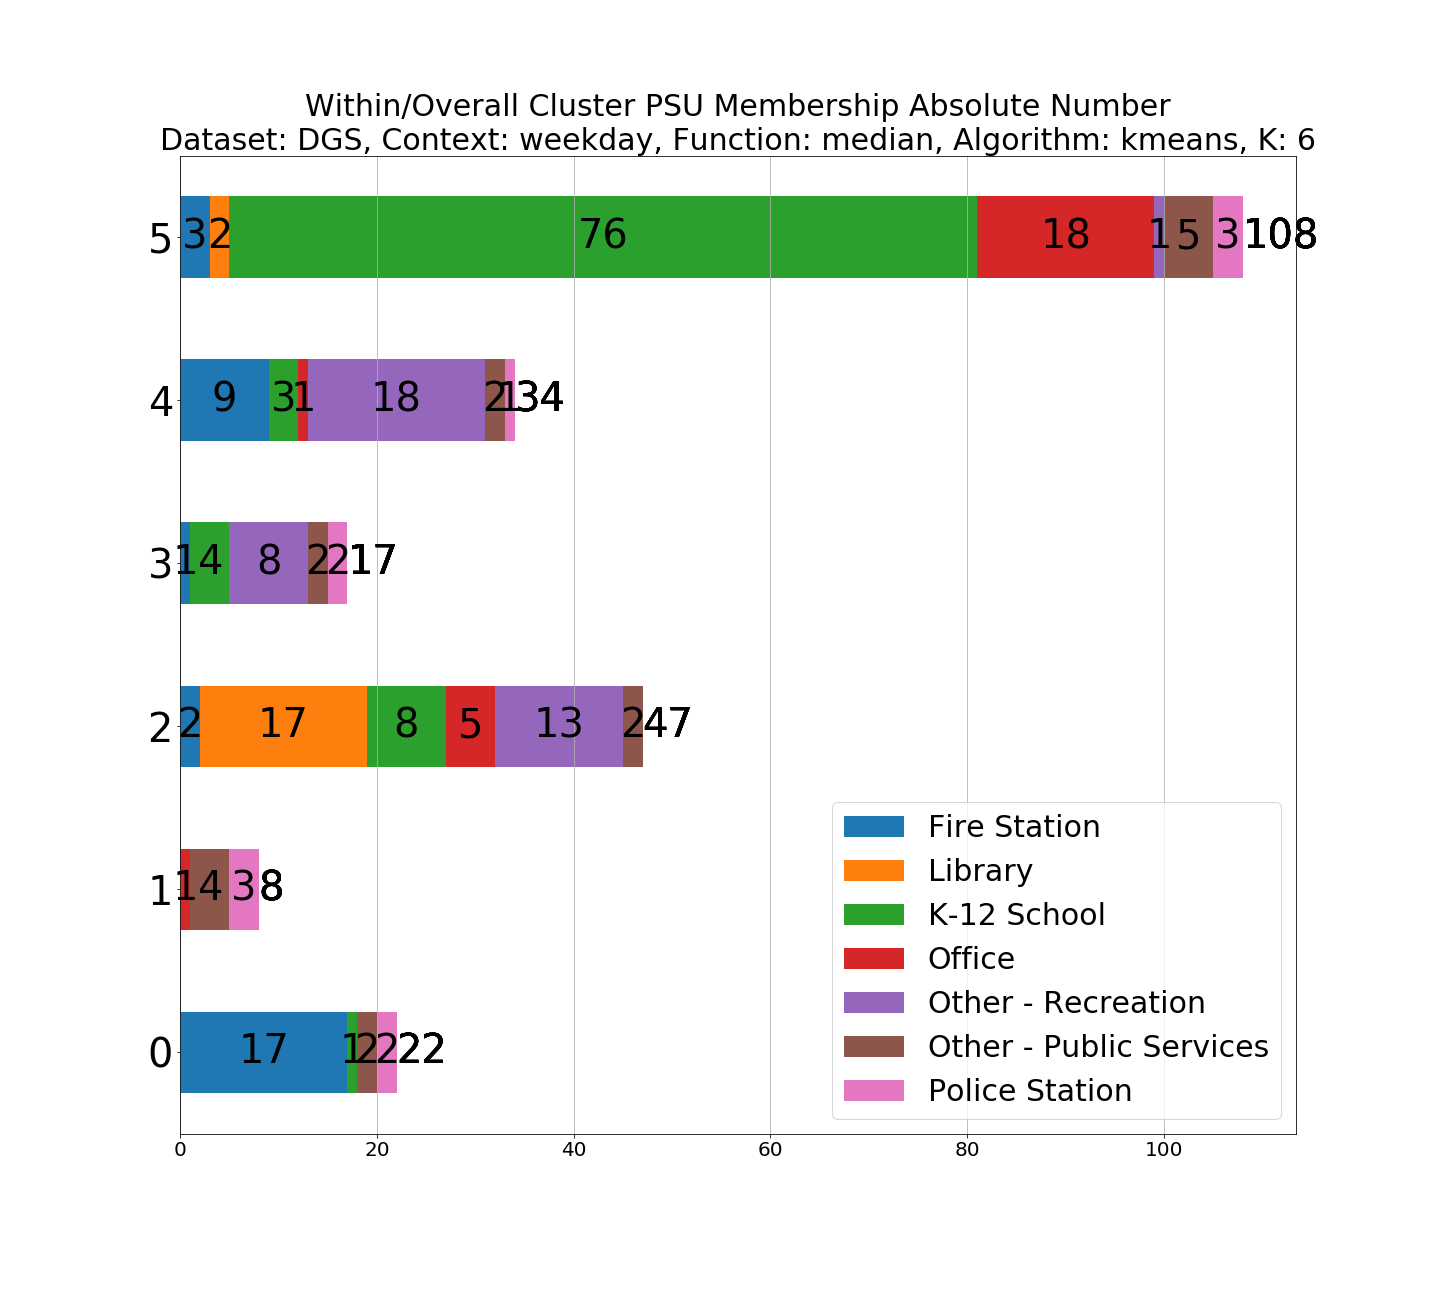 Within/Overall Cluster PSU Membership Absolute Number
Dataset: DGS, Context: weekday, Function: median, Algorithm: kmeans, K: 6
5 3 2 76 18 1 5 3 108
4 9 3 1 18 2 1 34
3 1 4 8 2 2 17
2 2 17 8 5 13 2 47
1 1 4 3 8
0 17 1 2 2 22
Fire Station
Library
K-12 School
Office
Other - Recreation
Other - Public Services
Police Station
0 20 40 60 80 100